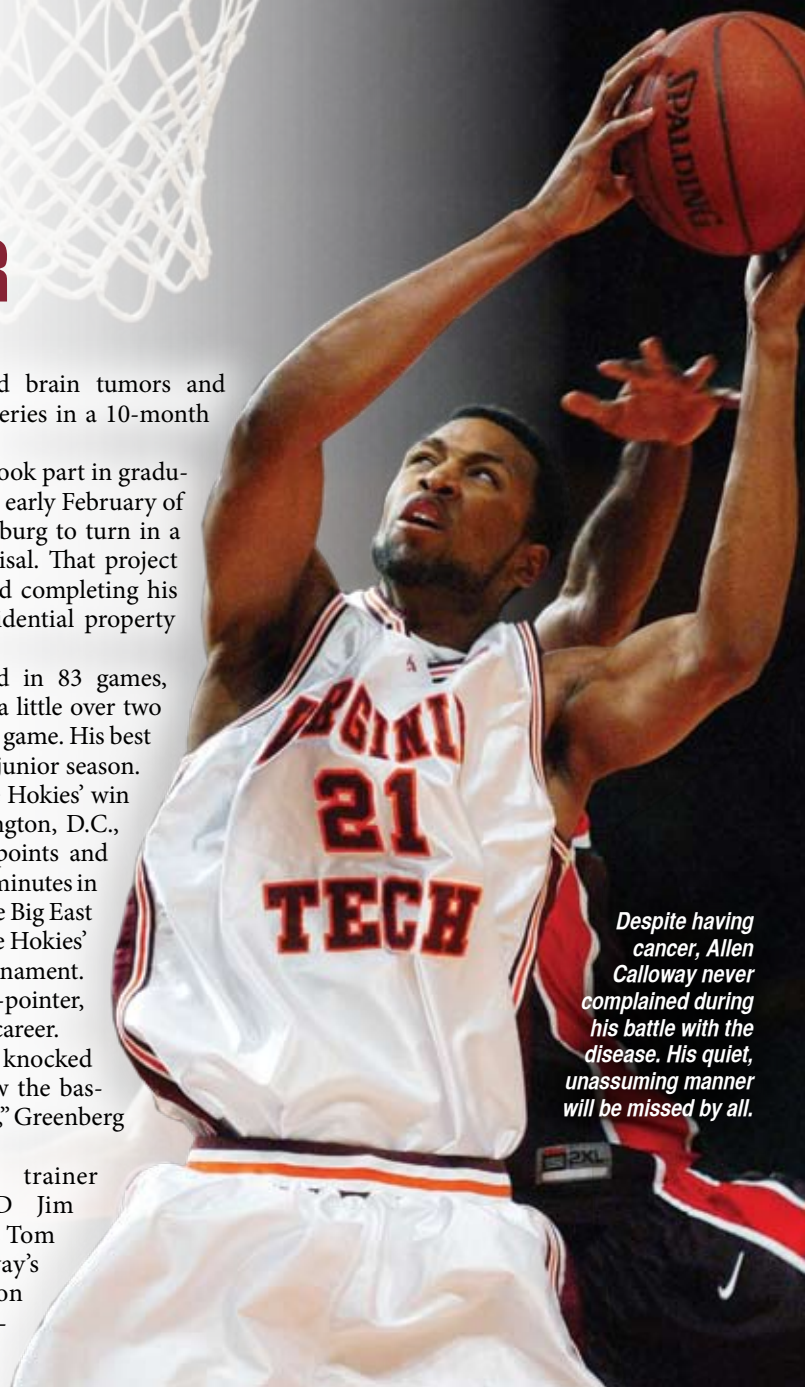 R
d brain tumors and
eries in a 10-month
ook part in gradu-
early February of
burg to turn in a
isal. That project
d completing his
idential property
d in 83 games,
a little over two
game. His best
junior season.
Hokies' win
ngton, D.C.,
points and
minutes in
e Big East
e Hokies'
nament.
-pointer,
career.
knocked
w the bas-
,” Greenberg
trainer
D Jim
Tom
vay's
on
-
SPALDING
VIRGINI
21
TECH
2XL
Despite having
cancer, Allen
Calloway never
complained during
his battle with the
disease. His quiet,
unassuming manner
will be missed by all.